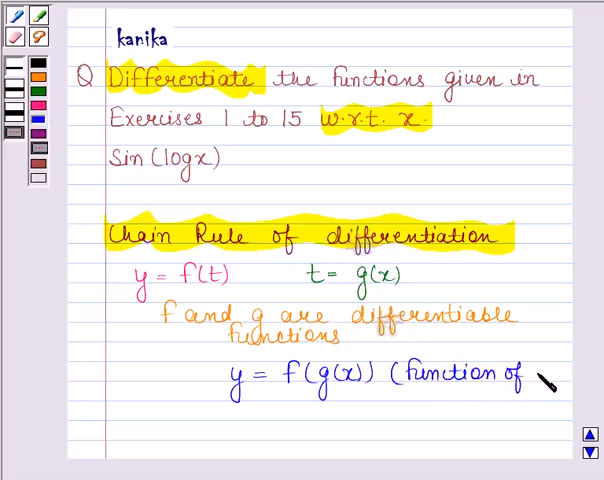 kanika
Q Differentiate the functions given in
Exercises 1 to 15 w.r.t. x.
Sin (logx)
Chain Rule of differentiation
y = f(t) t = g(x)
f and g are differentiable
functions
y = f(g(x)) (function of